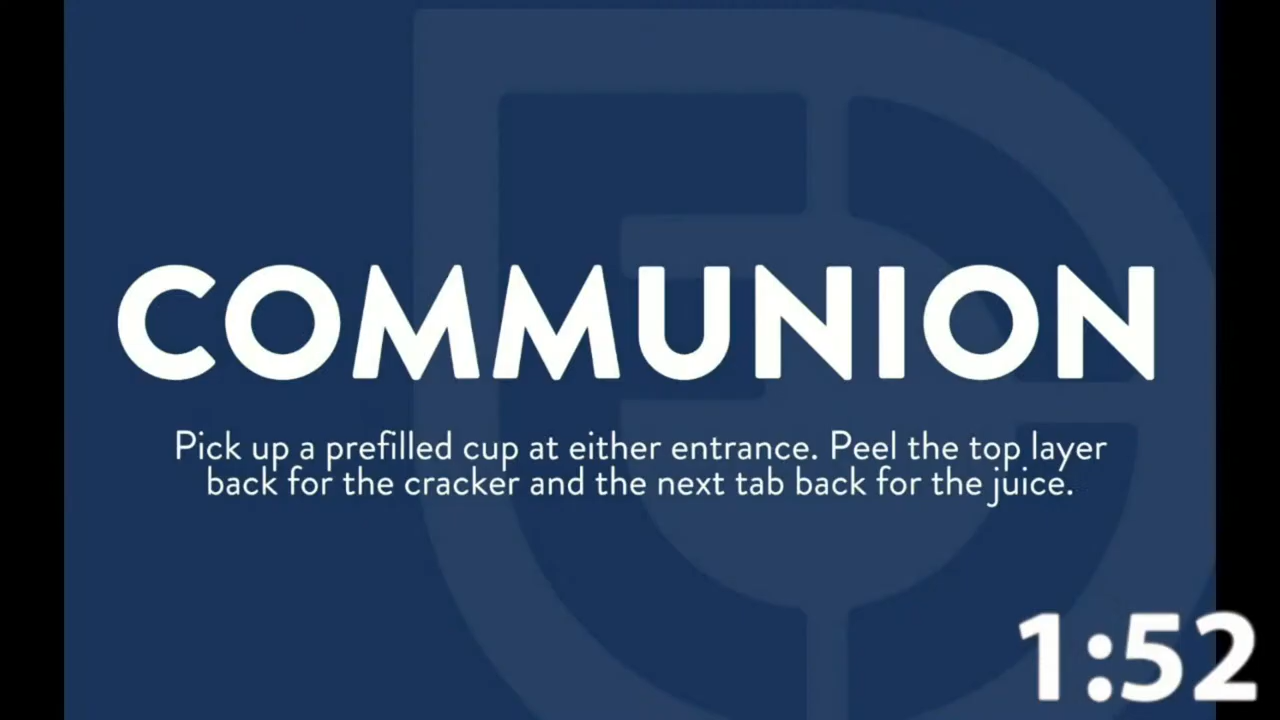 COMMUNION
Pick up a prefilled cup at either entrance. Peel the top layer
back for the cracker and the next tab back for the juice.
1:52